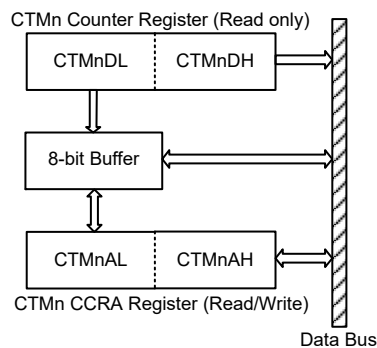 CTMn Counter Register (Read only)
CTMnDL CTMnDH
8-bit Buffer
CTMnAL CTMnAH
CTMn CCRA Register (Read/Write)
Data Bus